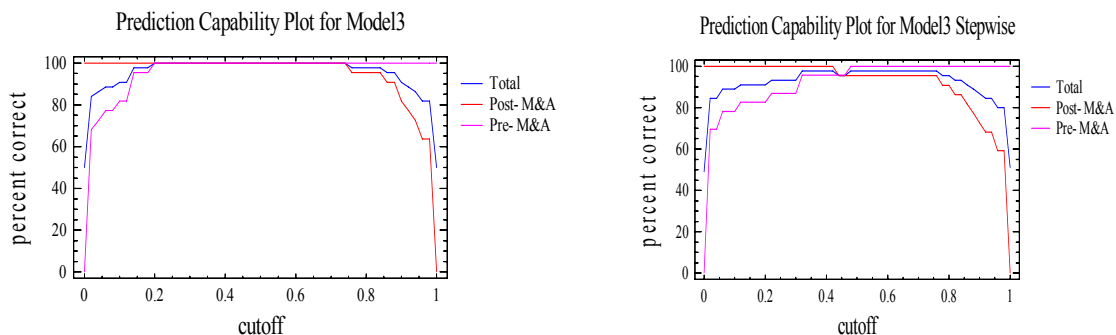 Prediction Capability Plot for Model3
percent correct
100
80
60
40
20
0
0
0.2
0.4
0.6
0.8
1
cutoff
Total
Post- M&A
Pre- M&A
Prediction Capability Plot for Model3 Stepwise
percent correct
100
80
60
40
20
0
0
0.2
0.4
0.6
0.8
1
cutoff
Total
Post- M&A
Pre- M&A